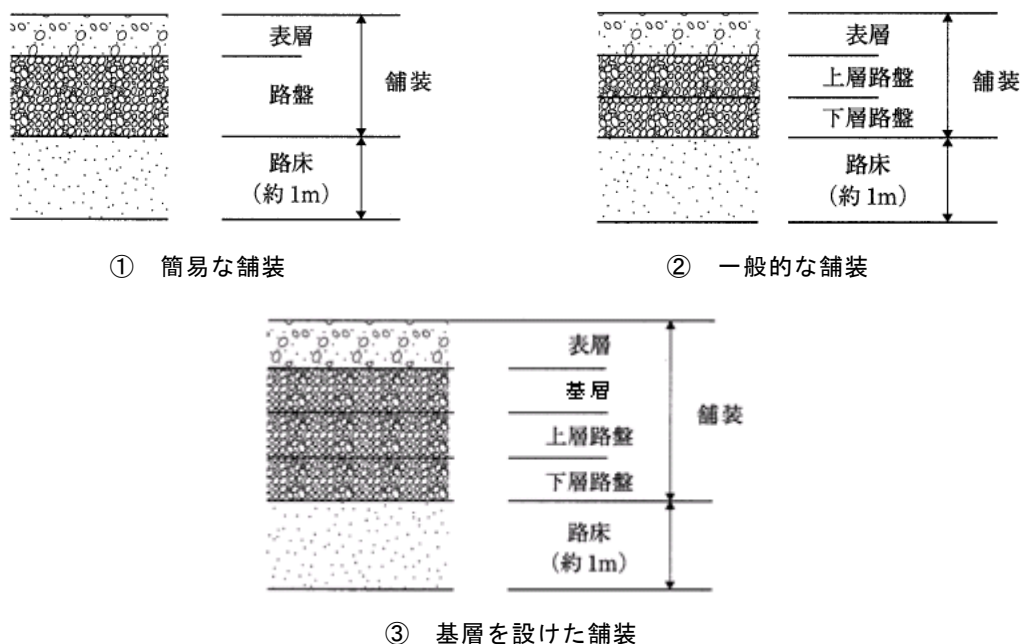 表層
路盤
舗装
路床
(約 1m)
① 簡易な舗装
表層
上層路盤
下層路盤
舗装
路床
(約 1m)
② 一般的な舗装
表層
基層
上層路盤
下層路盤
舗装
路床
(約 1m)
③ 基層を設けた舗装